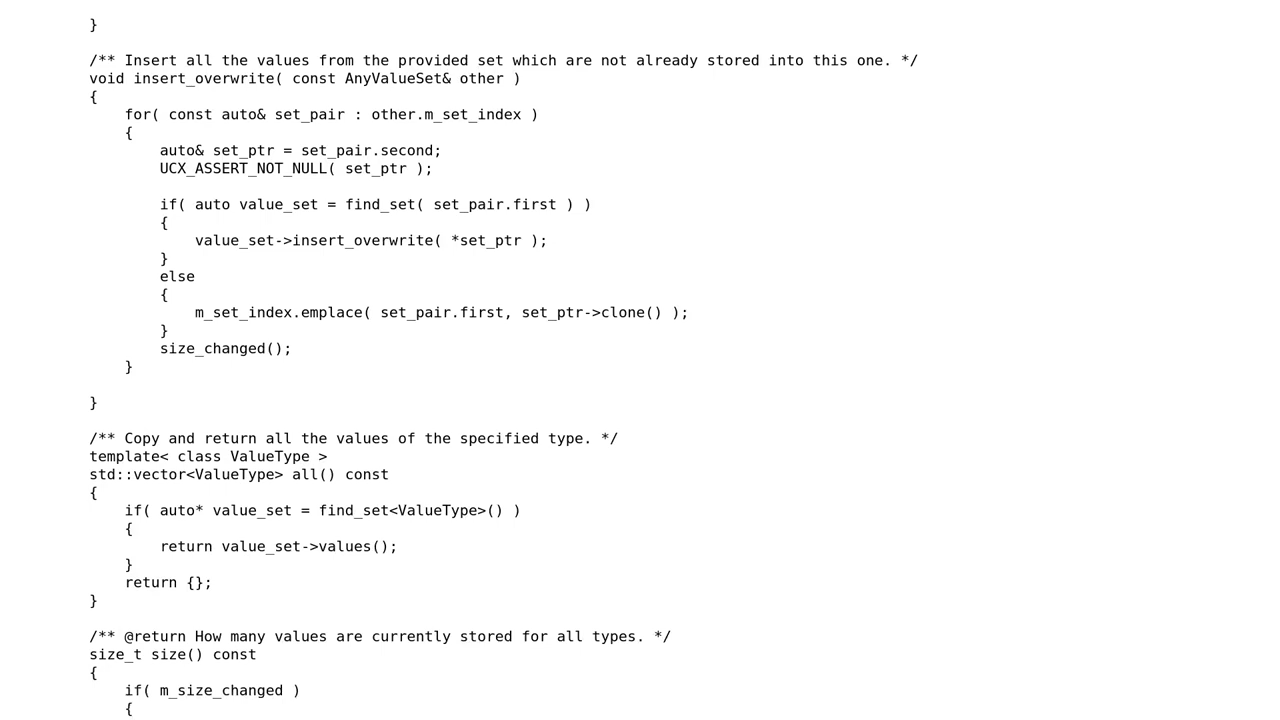 }

/** Insert all the values from the provided set which are not already stored into this one. */
void insert_overwrite( const AnyValueSet& other )
{
    for( const auto& set_pair : other.m_set_index )
    {
        auto& set_ptr = set_pair.second;
        UCX_ASSERT_NOT_NULL( set_ptr );

        if( auto value_set = find_set( set_pair.first ) )
        {
            value_set->insert_overwrite( *set_ptr );
        }
        else
        {
            m_set_index.emplace( set_pair.first, set_ptr->clone() );
        }
        size_changed();
    }

}

/** Copy and return all the values of the specified type. */
template< class ValueType >
std::vector<ValueType> all() const
{
    if( auto* value_set = find_set<ValueType>() )
    {
        return value_set->values();
    }
    return {};
}

/** @return How many values are currently stored for all types. */
size_t size() const
{
    if( m_size_changed )
    {